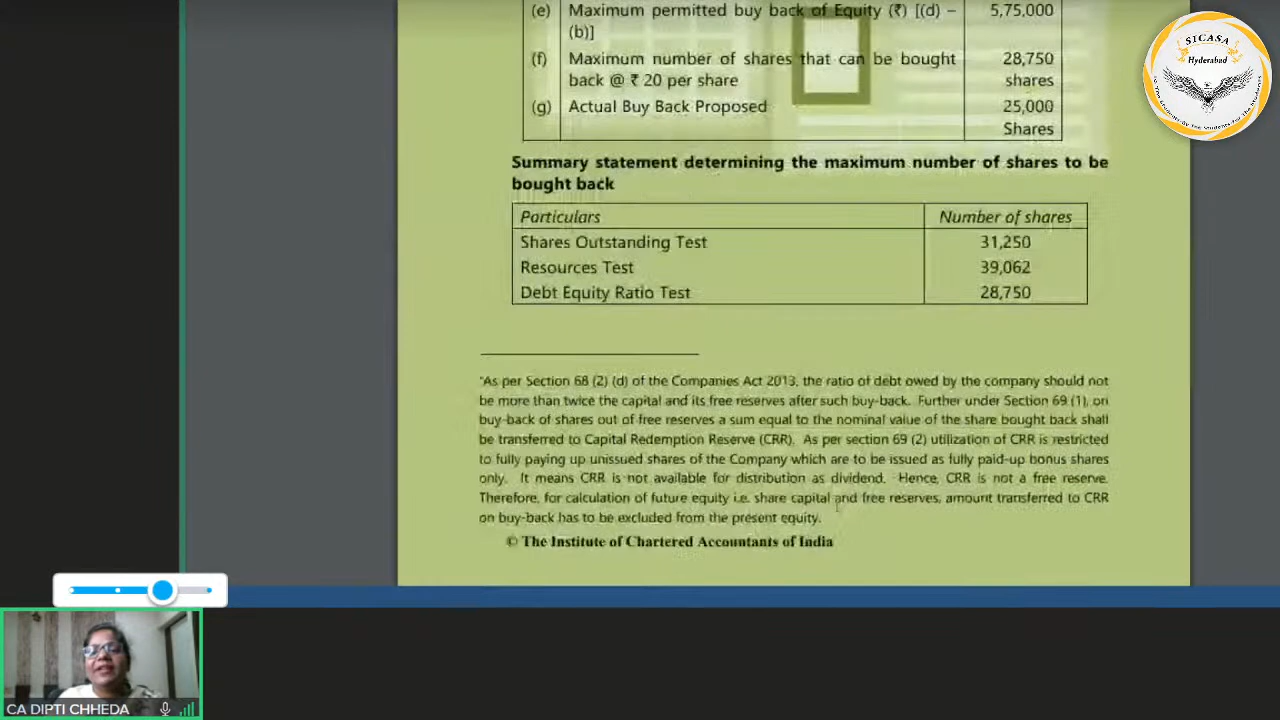 (e) Maximum permitted buy back of Equity (₹) [(d) – 5,75,000
(b)]
(f) Maximum number of shares that can be bought 28,750
back @ ₹ 20 per share shares
(g) Actual Buy Back Proposed 25,000
Shares
Summary statement determining the maximum number of shares to be
bought back
Particulars Number of shares
Shares Outstanding Test 31,250
Resources Test 39,062
Debt Equity Ratio Test 28,750
*As per Section 68 (2) (d) of the Companies Act 2013, the ratio of debt owed by the company should not
be more than twice the capital and its free reserves after such buy-back. Further under Section 69 (1), on
buy-back of shares out of free reserves a sum equal to the nominal value of the share bought back shall
be transferred to Capital Redemption Reserve (CRR). As per section 69 (2) utilization of CRR is restricted
to fully paying up unissued shares of the Company which are to be issued as fully paid-up bonus shares
only. It means CRR is not available for distribution as dividend. Hence, CRR is not a free reserve.
Therefore, for calculation of future equity i.e. share capital and free reserves, amount transferred to CRR
on buy-back has to be excluded from the present equity.
© The Institute of Chartered Accountants of India
SICASA
Hyderabad
CA DIPTI CHHEDA